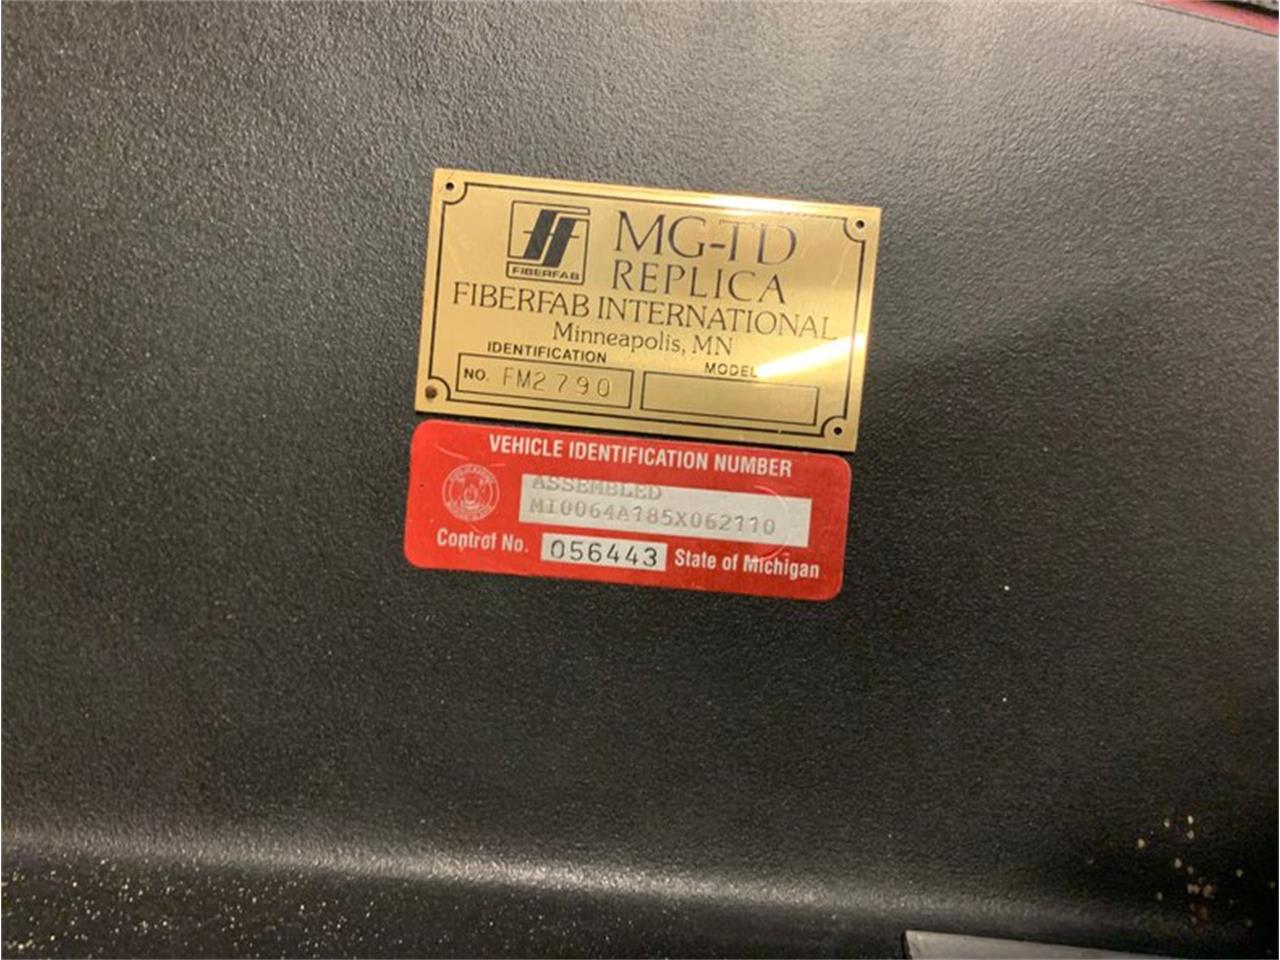 MG-TD
REPLICA
FIBERFAB
FIBERFAB INTERNATIONAL
Minneapolis, MN
IDENTIFICATION
MODEL
NO. FM2790
VEHICLE IDENTIFICATION NUMBER
ASSEMBLED
MI0064A185X062110
Control No. 056443 State of Michigan